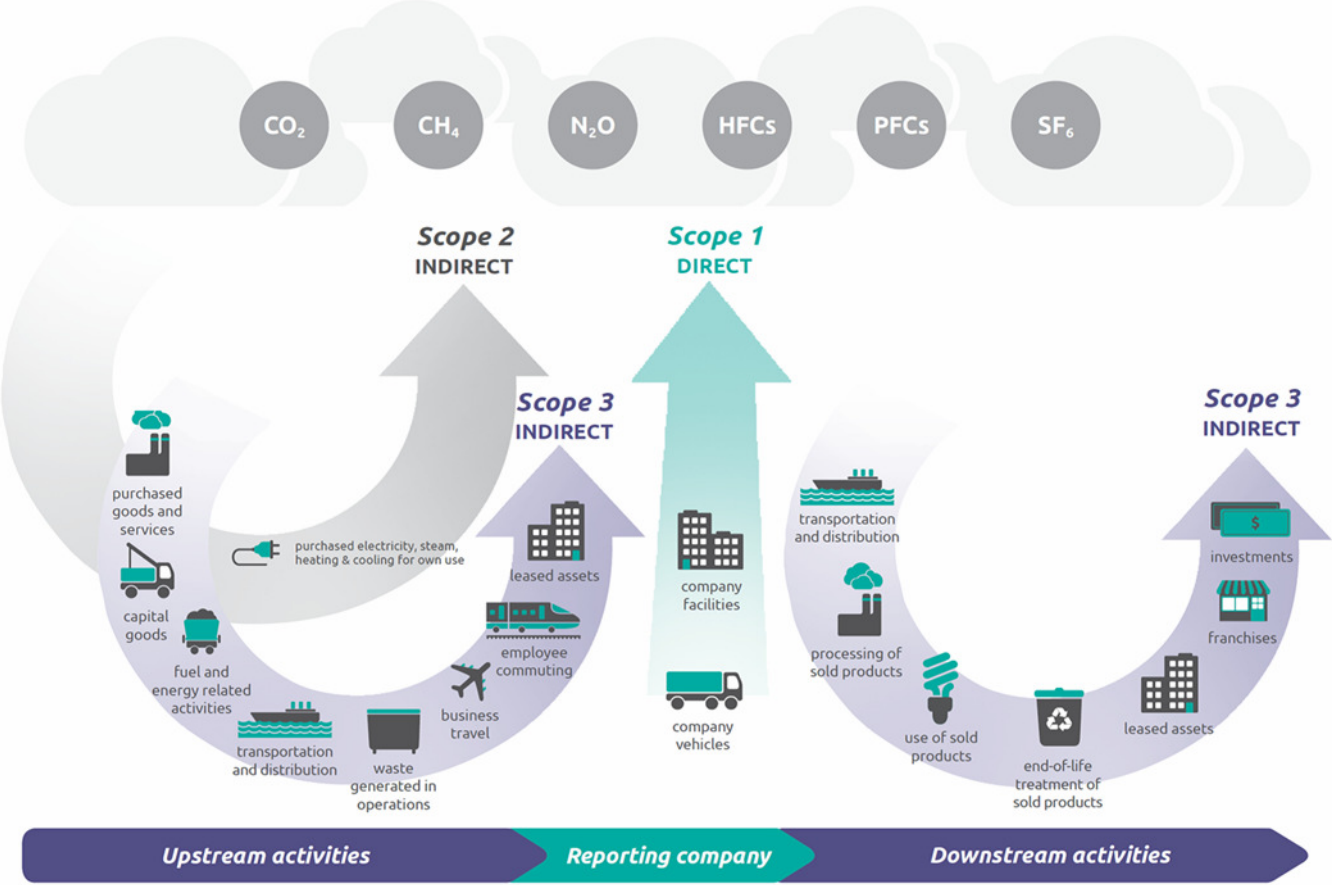 CO₂
CH₄
N₂O
HFCs
PFCs
SF₆
Scope 2
INDIRECT
Scope 1
DIRECT
Scope 3
INDIRECT
Scope 3
INDIRECT
purchased
goods and
services
capital
goods
fuel and
energy related
activities
transportation
and distribution
waste
generated in
operations
business
travel
employee
commuting
leased assets
purchased electricity, steam,
heating & cooling for own use
company
facilities
company
vehicles
transportation
and distribution
processing of
sold products
use of sold
products
end-of-life
treatment of
sold products
leased assets
franchises
$
investments
Upstream activities
Reporting company
Downstream activities